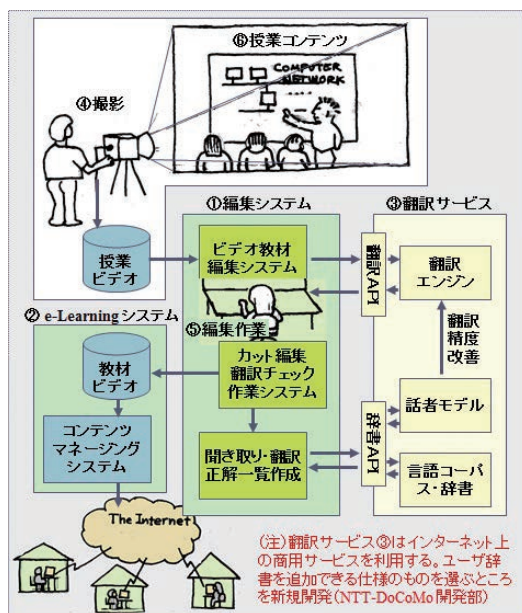 ⑥授業コンテンツ
COMPUTER
NETWORK
④撮影
①編集システム
③翻訳サービス
授業
ビデオ
ビデオ教材
編集システム
翻訳API
翻訳
エンジン
② e-Learningシステム
⑤編集作業
翻訳
精度
改善
教材
ビデオ
カット編集
翻訳チェック
作業システム
話者モデル
コンテンツ
マネージング
システム
聞き取り・翻訳
正解一覧作成
辞書API
言語コーパ
ス・辞書
The Internet
(注)翻訳サービス③はインターネット上
の商用サービスを利用する。ユーザ辞
書を追加できる仕様のものを選ぶところ
を新規開発(NTT-DoCoMo開発部)